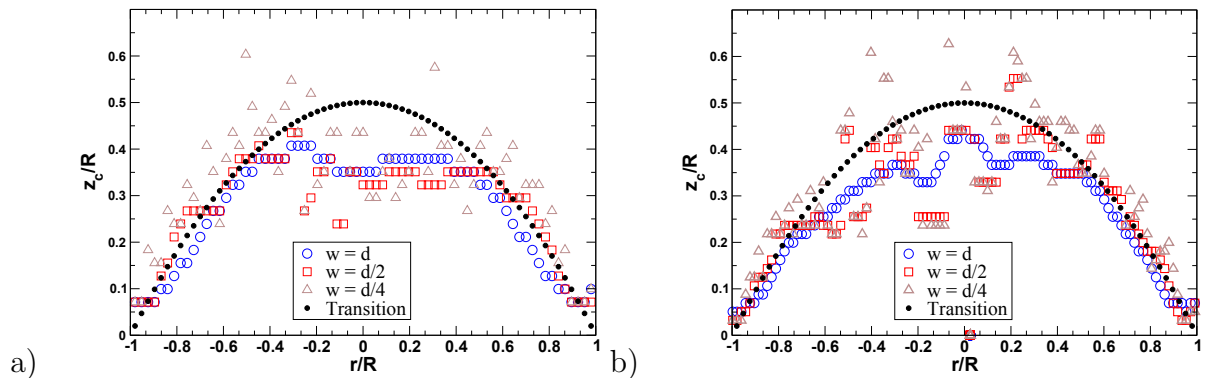 a)
z_c/R
0.6
0.5
0.4
0.3
0.2
0.1
0
-1 -0.8 -0.6 -0.4 -0.2 0 0.2 0.4 0.6 0.8 1
r/R
w = d
w = d/2
w = d/4
Transition
b)
z_c/R
0.6
0.5
0.4
0.3
0.2
0.1
0
-1 -0.8 -0.6 -0.4 -0.2 0 0.2 0.4 0.6 0.8 1
r/R
w = d
w = d/2
w = d/4
Transition